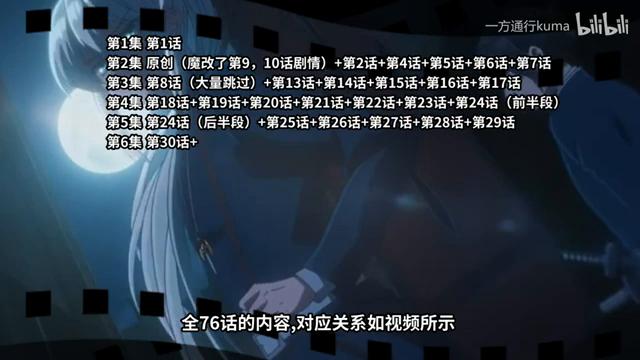 一方通行kuma bilibili
第1集 第1话
第2集 原创（魔改了第9，10话剧情）+第2话+第4话+第5话+第6话+第7话
第3集 第8话（大量跳过）+第13话+第14话+第15话+第16话+第17话
第4集 第18话+第19话+第20话+第21话+第22话+第23话+第24话（前半段）
第5集 第24话（后半段）+第25话+第26话+第27话+第28话+第29话
第6集 第30话+
全76话的内容,对应关系如视频所示